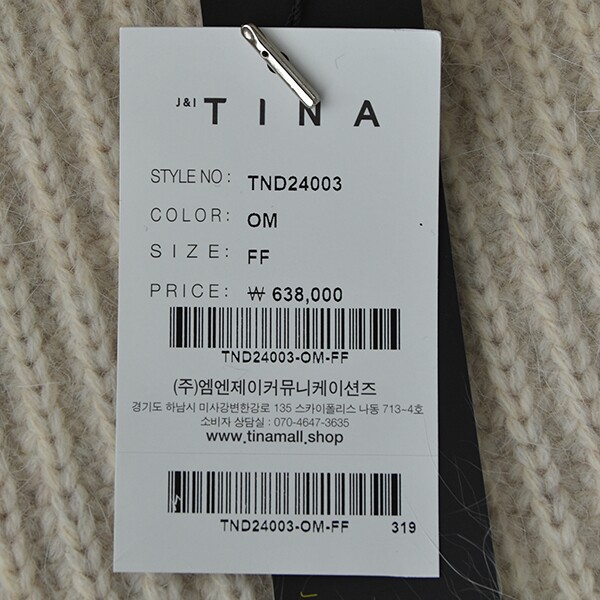 J&I TINA
STYLE NO: TND24003
COLOR: OM
SIZE: FF
PRICE: ₩ 638,000
TND24003-OM-FF
(주)엠엔제이커뮤니케이션즈
경기도 하남시 미사강변한강로 135 스카이폴리스 나동 713~4호
소비자 상담실 : 070-4647-3635
www.tinamall.shop
TND24003-OM-FF 319